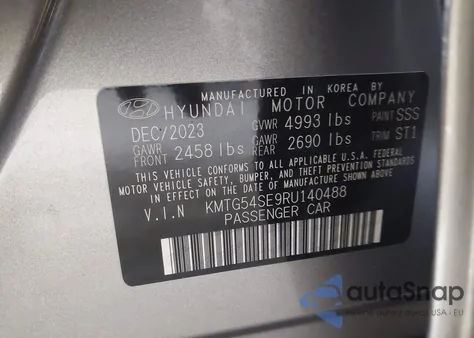 MANUFACTURED IN KOREA BY
HYUNDAI MOTOR COMPANY
DEC/2023 GVWR 4993 lbs PAINT SSS
GAWR FRONT 2458 lbs GAWR REAR 2690 lbs TRIM ST1
THIS VEHICLE CONFORMS TO ALL APPLICABLE U.S.A. FEDERAL
MOTOR VEHICLE SAFETY, BUMPER, AND THEFT PREVENTION STANDARDS
IN EFFECT ON THE DATE OF MANUFACTURE SHOWN ABOVE.
V.I.N KMTG54SE9RU140488
PASSENGER CAR
autoSnap
USA - EU